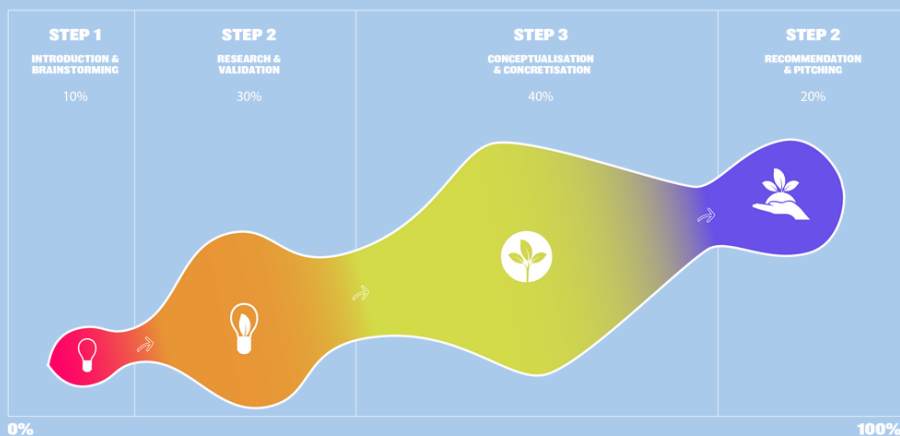 STEP 1
INTRODUCTION &
BRAINSTORMING
10%
STEP 2
RESEARCH &
VALIDATION
30%
STEP 3
CONCEPTUALISATION
& CONCRETISATION
40%
STEP 2
RECOMMENDATION
& PITCHING
20%
0%
100%